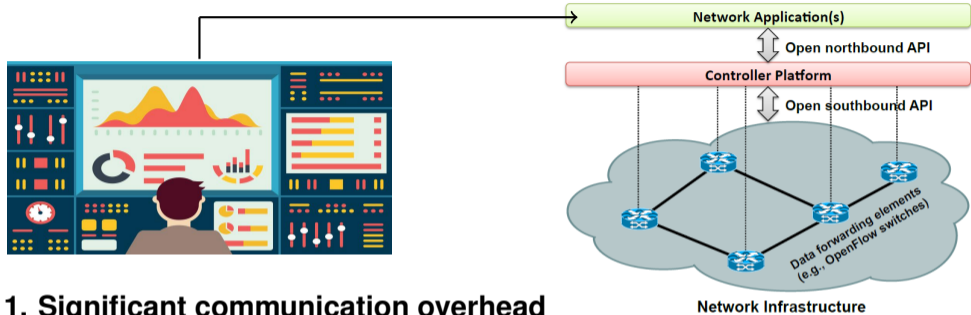 Network Application(s)
Open northbound API
Controller Platform
Open southbound API
Data forwarding elements
(e.g., OpenFlow switches)
Network Infrastructure
1. Significant communication overhead